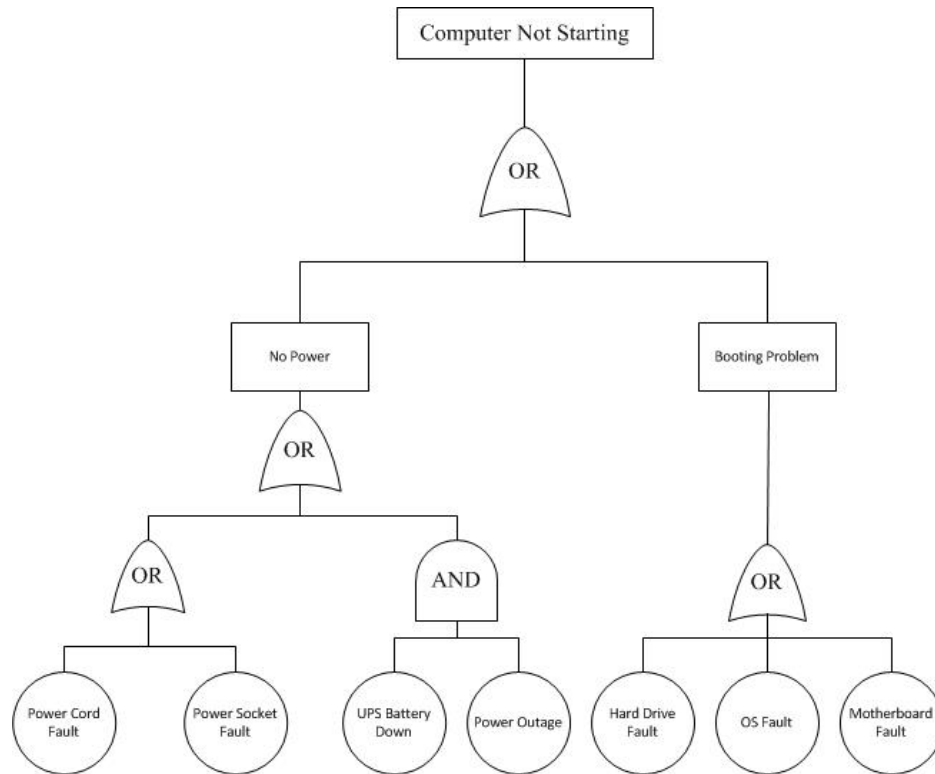 Computer Not Starting
OR
No Power
Booting Problem
OR
OR
AND
OR
Power Cord
Fault
Power Socket
Fault
UPS Battery
Down
Power Outage
Hard Drive
Fault
OS Fault
Motherboard
Fault